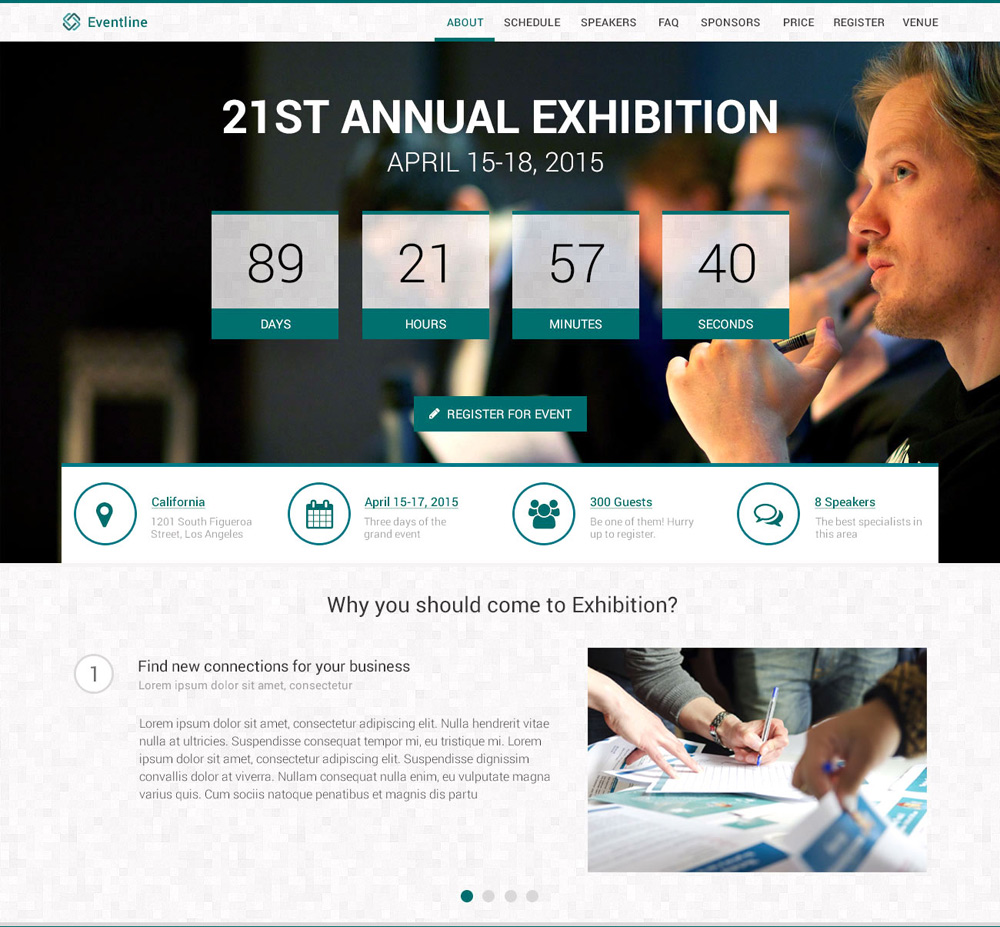 Eventline
ABOUT SCHEDULE SPEAKERS FAQ SPONSORS PRICE REGISTER VENUE
21ST ANNUAL EXHIBITION
APRIL 15-18, 2015
89 21 57 40
DAYS HOURS MINUTES SECONDS
REGISTER FOR EVENT
California
1201 South Figueroa
Street, Los Angeles
April 15-17, 2015
Three days of the
grand event
300 Guests
Be one of them! Hurry
up to register.
8 Speakers
The best specialists in
this area
Why you should come to Exhibition?
1
Find new connections for your business
Lorem ipsum dolor sit amet, consectetur
Lorem ipsum dolor sit amet, consectetur adipiscing elit. Nulla hendrerit vitae
nulla at ultricies. Suspendisse consequat tempor mi, eu tristique mi. Lorem
ipsum dolor sit amet, consectetur adipiscing elit. Suspendisse dignissim
convallis dolor at viverra. Nullam consequat nulla enim, eu vulputate magna
varius quis. Cum sociis natoque penatibus et magnis dis partu